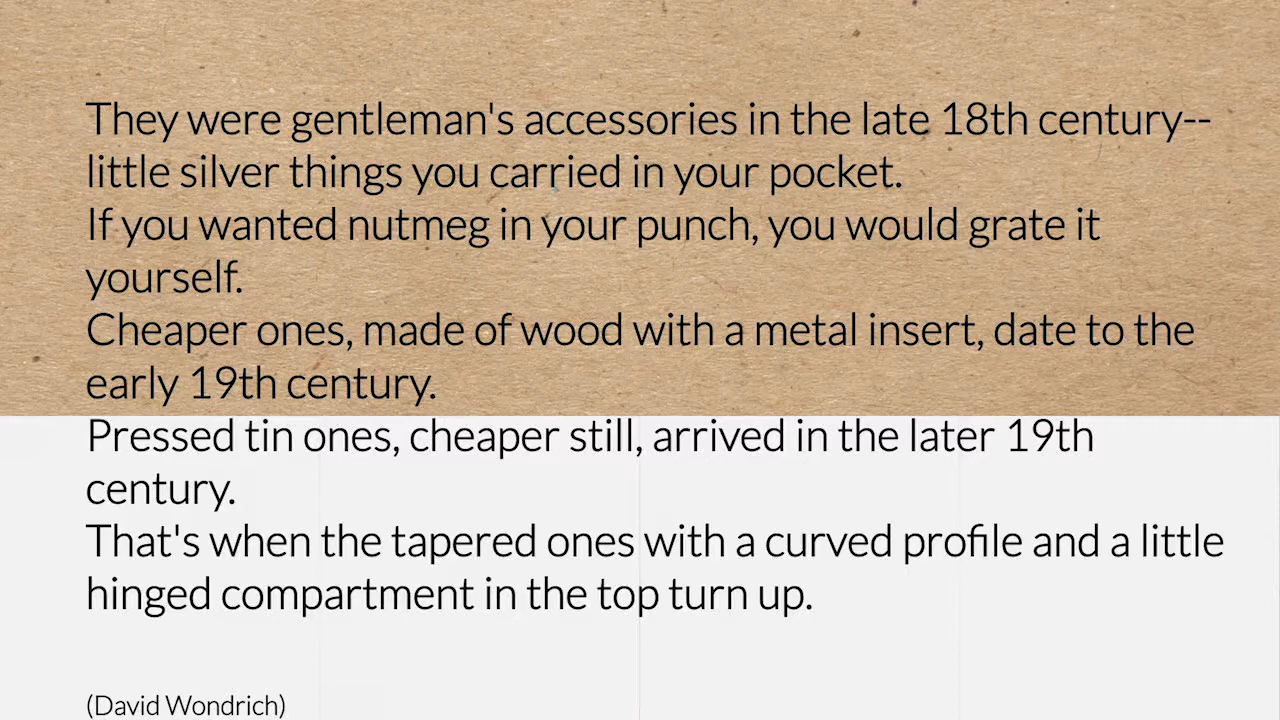 They were gentleman's accessories in the late 18th century--
little silver things you carried in your pocket.
If you wanted nutmeg in your punch, you would grate it
yourself.
Cheaper ones, made of wood with a metal insert, date to the
early 19th century.
Pressed tin ones, cheaper still, arrived in the later 19th
century.
That's when the tapered ones with a curved profile and a little
hinged compartment in the top turn up.
(David Wondrich)